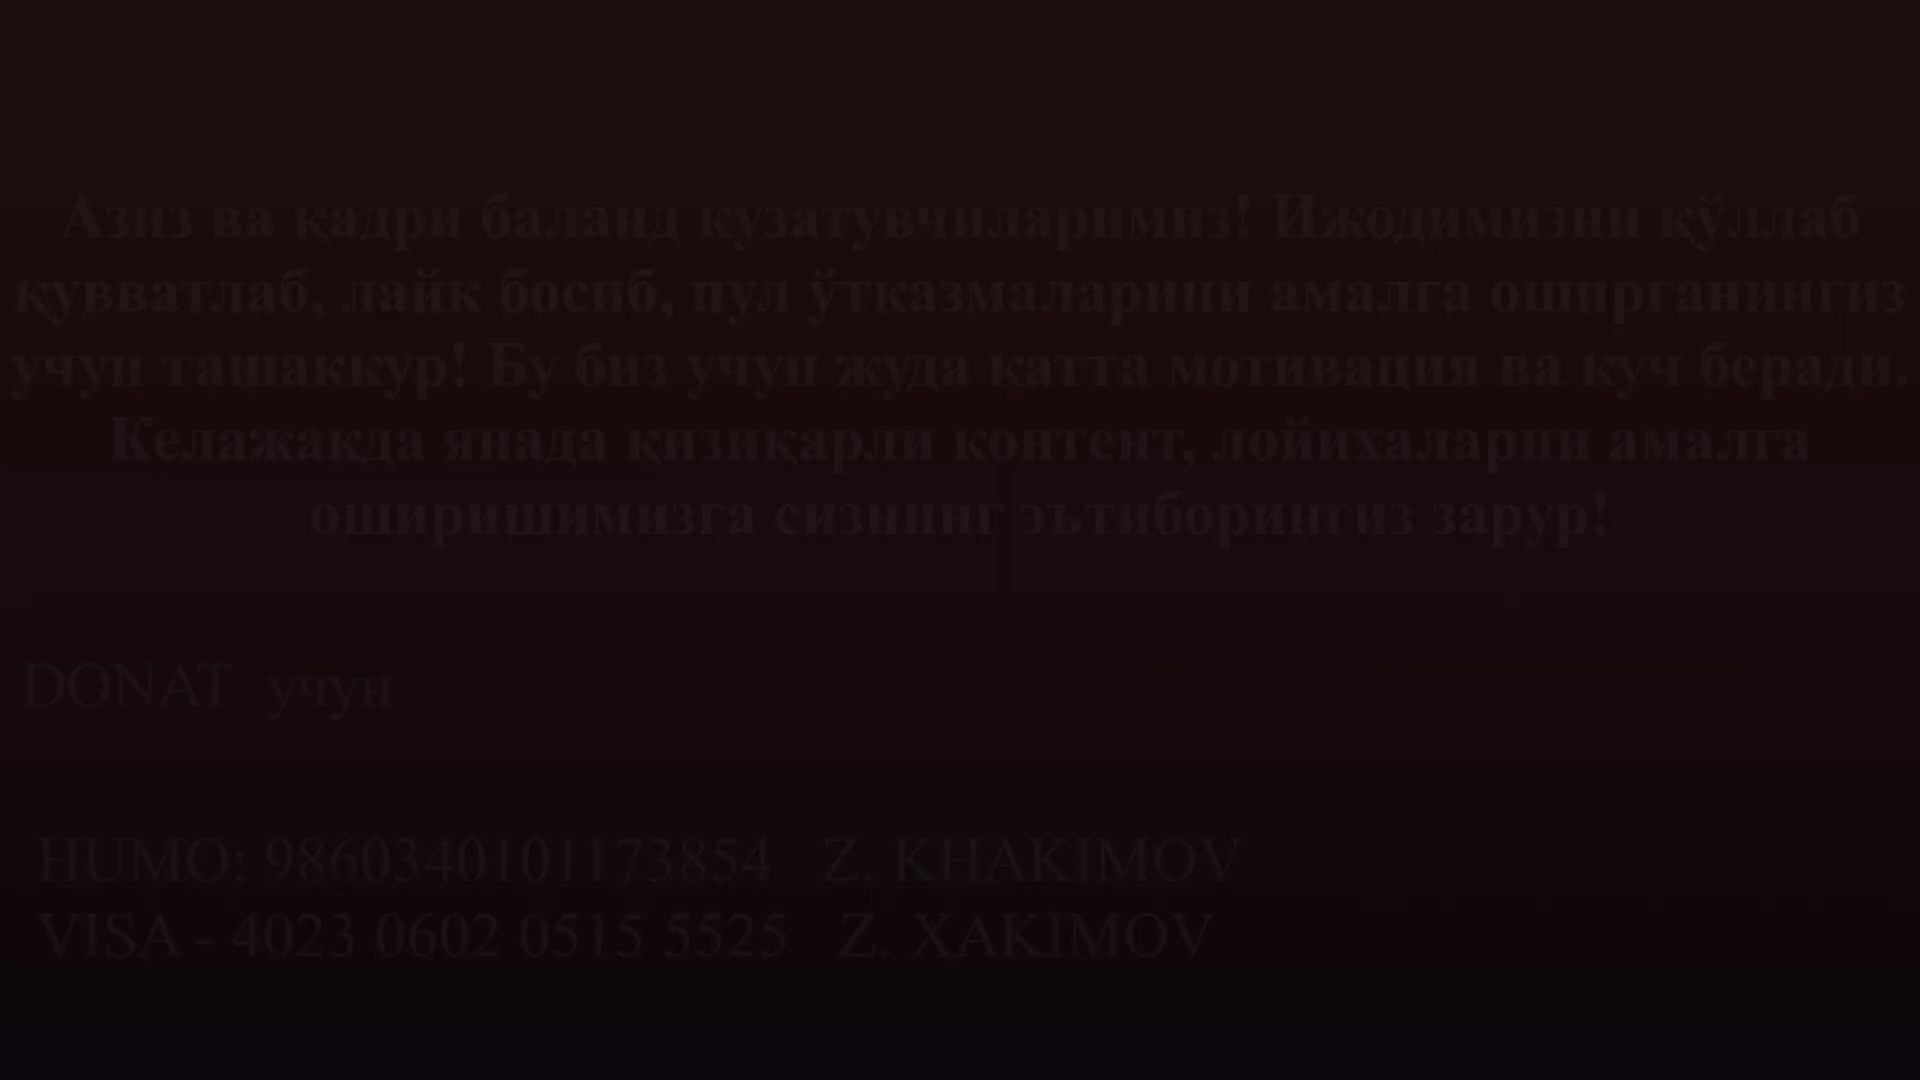 Азиз ва қадри баланд кузатувчиларимиз! Ижодимизни қўллаб
қувватлаб, лайк босиб, пул ўтказмаларини амалга оширганингиз
учун ташаккур! Бу биз учун жуда катта мотивация ва куч беради.
Келажакда янада қизиқарли контент, лойихаларни амалга
оширишимизга сизнинг эътиборингиз зарур!
DONAT учун
HUMO: 9860340101173854 Z. KHAKIMOV
VISA - 4023 0602 0515 5525 Z. XAKIMOV